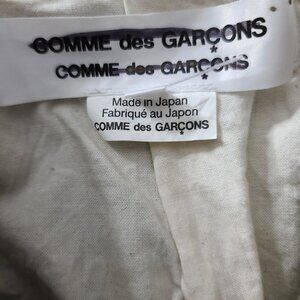 COMME des GARÇONS
COMME des GARÇONS
Made in Japan
Fabriqué au Japon
COMME des GARÇONS